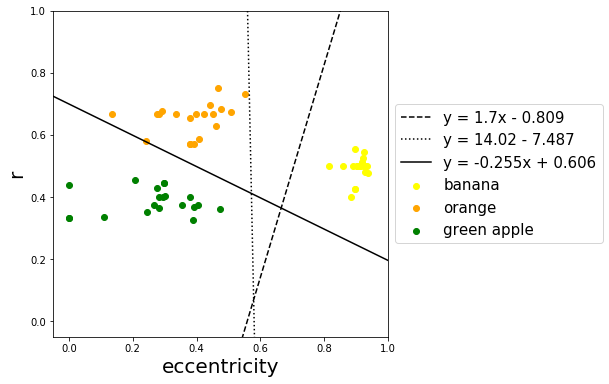 1.0
0.8
0.6
0.4
0.2
0.0
r
0.0 0.2 0.4 0.6 0.8 1.0
eccentricity
y = 1.7x - 0.809
y = 14.02 - 7.487
y = -0.255x + 0.606
banana
orange
green apple